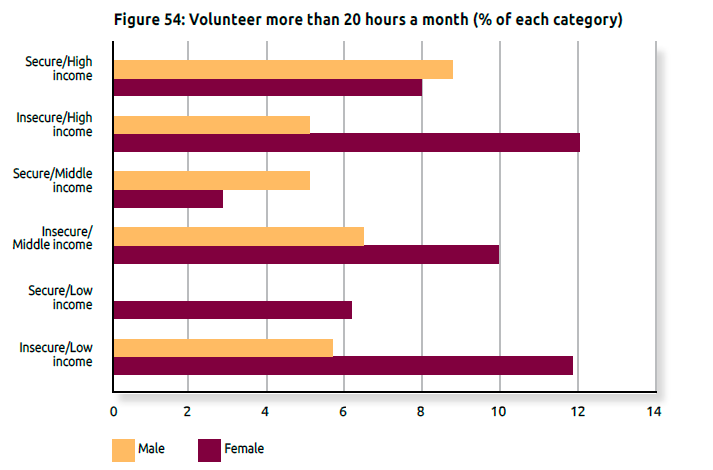 Figure 54: Volunteer more than 20 hours a month (% of each category)
Secure/High
income
Insecure/High
income
Secure/Middle
income
Insecure/
Middle income
Secure/Low
income
Insecure/Low
income
0 2 4 6 8 10 12 14
Male Female